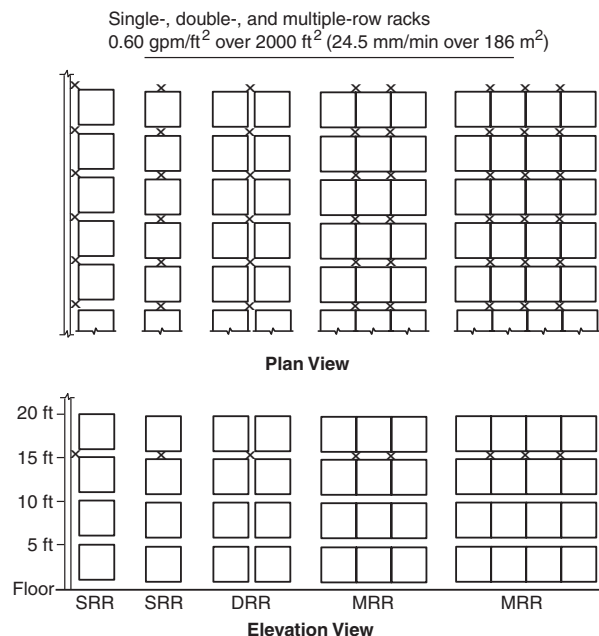 Single-, double-, and multiple-row racks
0.60 gpm/ft² over 2000 ft² (24.5 mm/min over 186 m²)
Plan View
20 ft
15 ft
10 ft
5 ft
Floor
SRR SRR DRR MRR MRR
Elevation View